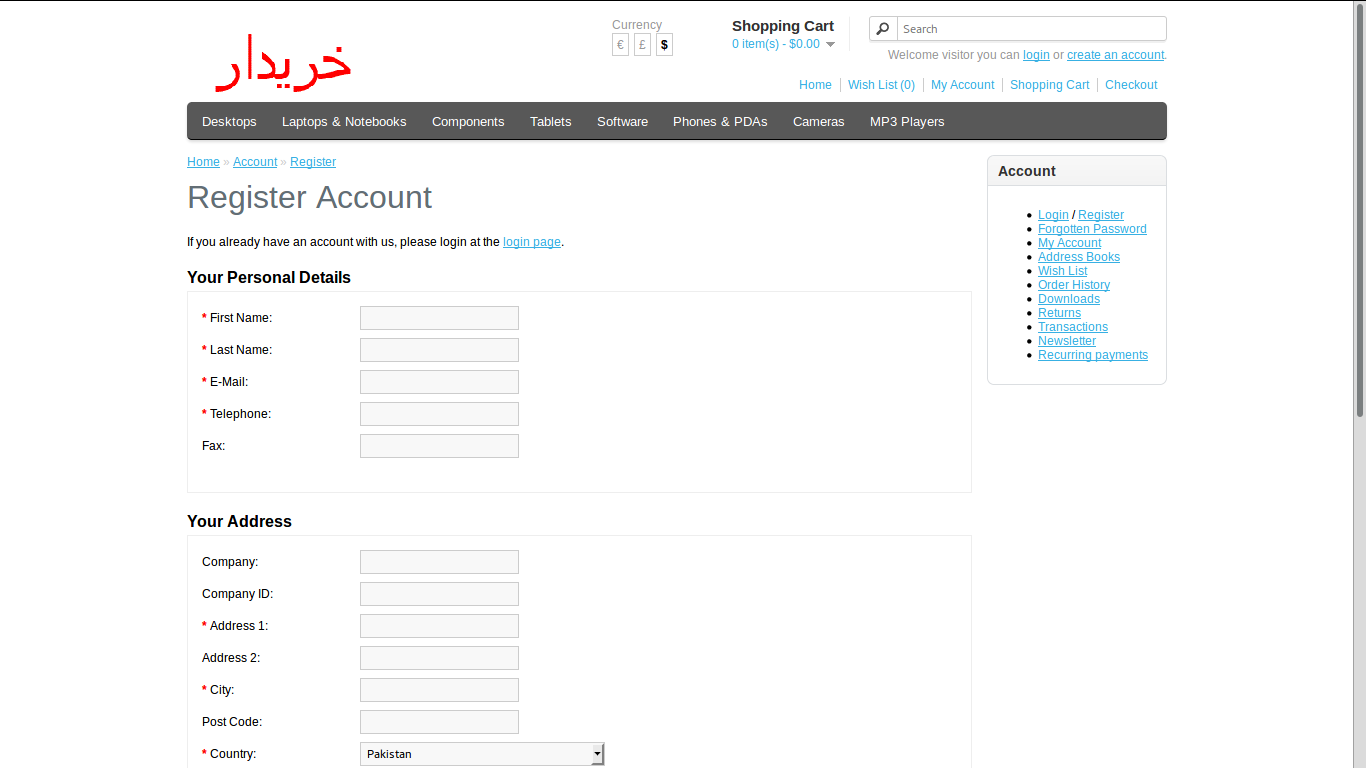 خریدار
Currency
€ £ $
Shopping Cart
0 item(s) - $0.00
Search
Welcome visitor you can login or create an account.
Home Wish List (0) My Account Shopping Cart Checkout
Desktops Laptops & Notebooks Components Tablets Software Phones & PDAs Cameras MP3 Players
Home » Account » Register
Register Account
If you already have an account with us, please login at the login page.
Your Personal Details
* First Name:
* Last Name:
* E-Mail:
* Telephone:
Fax:
Your Address
Company:
Company ID:
* Address 1:
Address 2:
* City:
Post Code:
* Country: Pakistan
Account
Login / Register
Forgotten Password
My Account
Address Books
Wish List
Order History
Downloads
Returns
Transactions
Newsletter
Recurring payments